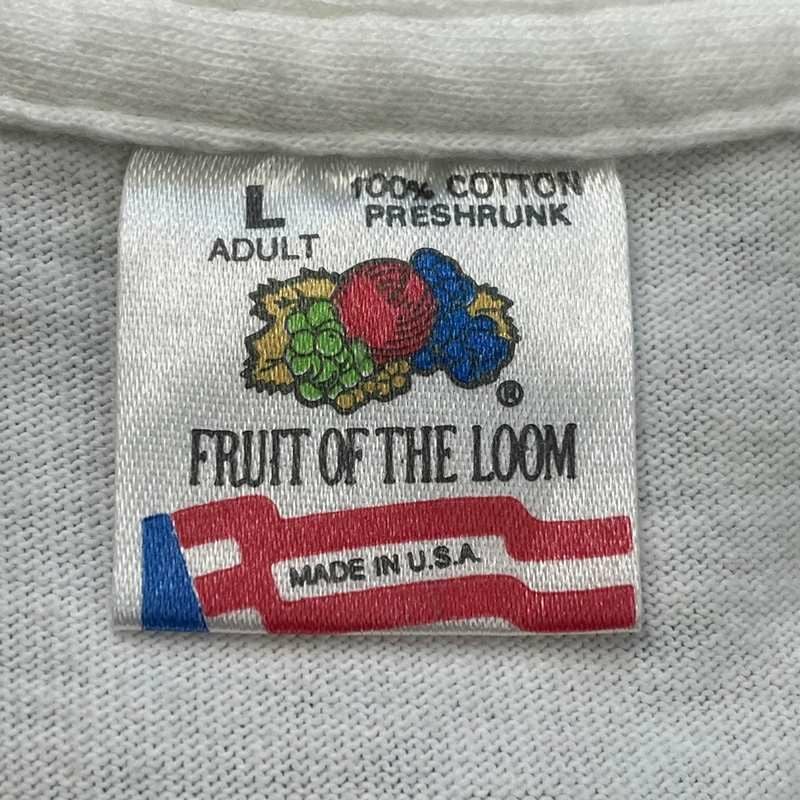 L 100% COTTON
ADULT PRESHRUNK
®
FRUIT OF THE LOOM
MADE IN U.S.A.